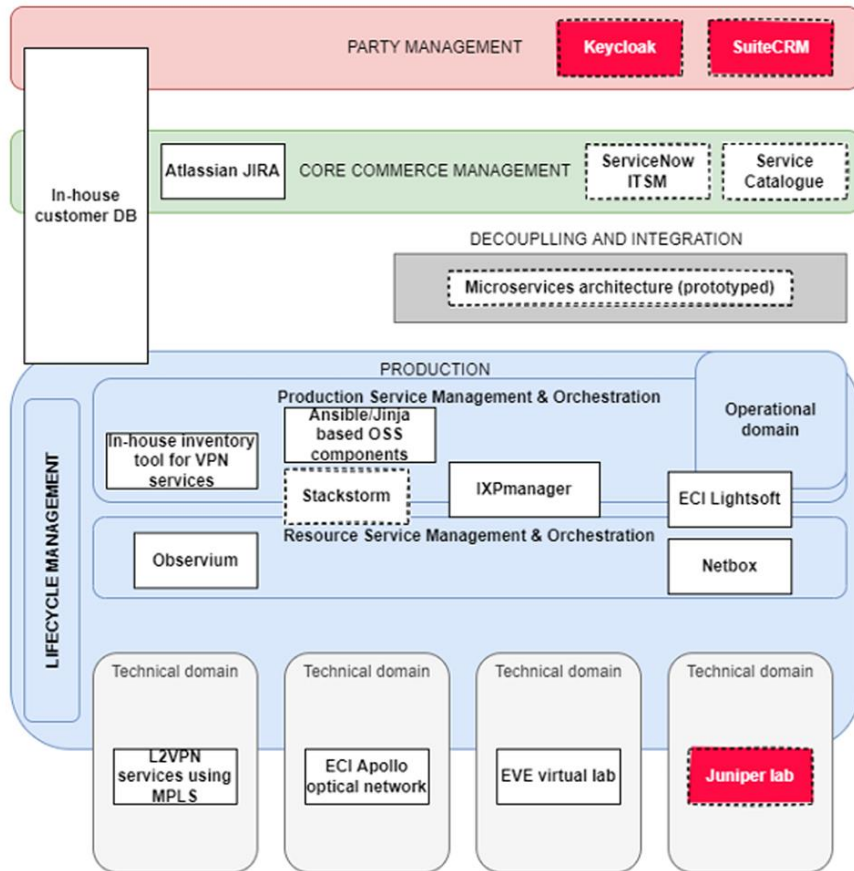 PARTY MANAGEMENT
Keycloak
SuiteCRM
In-house
customer DB
Atlassian JIRA
CORE COMMERCE MANAGEMENT
ServiceNow
ITSM
Service
Catalogue
DECOUPLLING AND INTEGRATION
Microservices architecture (prototyped)
PRODUCTION
LIFECYCLE MANAGEMENT
Production Service Management & Orchestration
Operational
domain
In-house inventory
tool for VPN
services
Ansible/Jinja
based OSS
components
Stackstorm
IXPmanager
ECI Lightsoft
Resource Service Management & Orchestration
Observium
Netbox
Technical domain
L2VPN
services using
MPLS
Technical domain
ECI Apollo
optical network
Technical domain
EVE virtual lab
Technical domain
Juniper lab